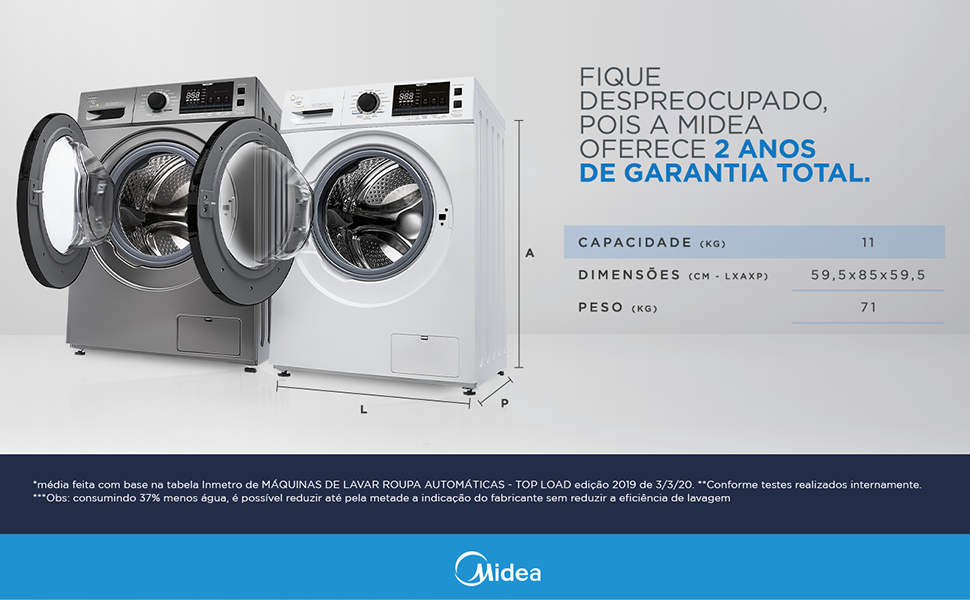 FIQUE
DESPREOCUPADO,
POIS A MIDEA
OFERECE 2 ANOS
DE GARANTIA TOTAL.
CAPACIDADE (KG) 11
DIMENSÕES (CM - LXAXP) 59,5x85x59,5
PESO (KG) 71
A
L
P
*média feita com base na tabela Inmetro de MÁQUINAS DE LAVAR ROUPA AUTOMÁTICAS - TOP LOAD edição 2019 de 3/3/20. **Conforme testes realizados internamente.
***Obs: consumindo 37% menos água, é possível reduzir até pela metade a indicação do fabricante sem reduzir a eficiência de lavagem
Midea